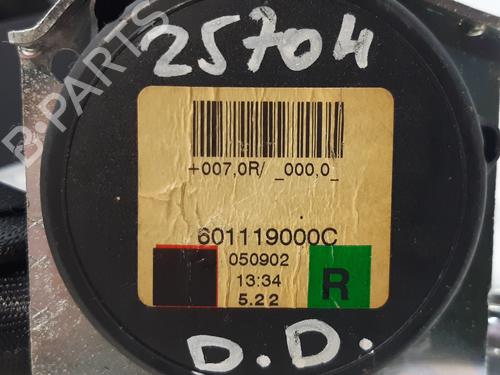 25704
+007,0R/ _000,0_
601119000C
050902
13:34
5.22
R
D.D.
B-PARTS